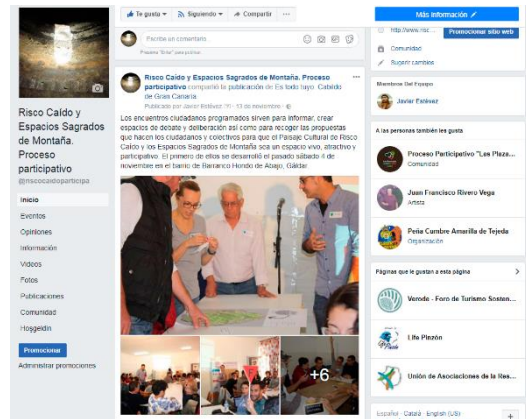 Te gusta
Siguiendo
Compartir
Más información
Escribe un comentario...
http://www.risc...
Promocionar sitio web
Comunidad
Sugerir cambios
Risco Caído y
Espacios Sagrados
de Montaña.
Proceso
participativo
@riscocaidoparticipa
Inicio
Eventos
Opiniones
Información
Videos
Fotos
Publicaciones
Comunidad
Hoşgeldin
Promocionar
Administrar promociones
Risco Caído y Espacios Sagrados de Montaña. Proceso
participativo compartió la publicación de Es todo tuyo. Cabildo
de Gran Canaria.
Publicado por Javier Estévez · 13 de noviembre
Los encuentros ciudadanos programados sirven para informar, crear
espacios de debate y deliberación así como para recoger las propuestas
que hacen los ciudadanos y colectivos para que el Paisaje Cultural de Risco
Caído y los Espacios Sagrados de Montaña sea un espacio vivo, atractivo y
participativo. El primero de ellos se desarrolló el pasado sábado 4 de
noviembre en el barrio de Barranco Hondo de Abajo, Gáldar.
+6
Miembros Del Equipo
Javier Estévez
A las personas también les gusta
Proceso Participativo "Las Plaza...
Comunidad
Juan Francisco Rivero Vega
Artista
Peña Cumbre Amarilla de Tejeda
Organización
Páginas que le gustan a esta página
Verode - Foro de Turismo Sosten...
Life Pinzón
Unión de Asociaciones de la Res...
Español · Català · English (US)